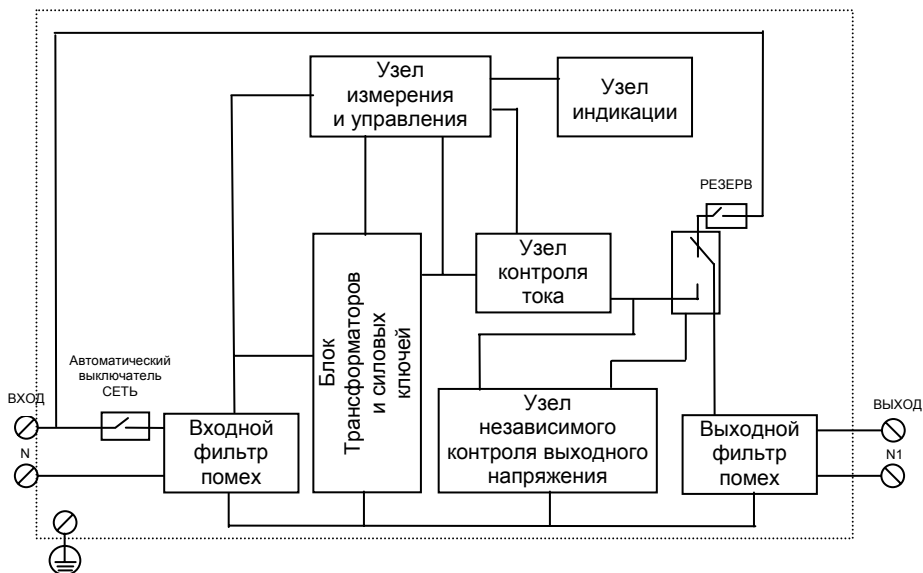 Узел
измерения
и управления
Узел
индикации
РЕЗЕРВ
Узел
контроля
тока
Блок
Трансформаторов
и силовых
ключей
Автоматический
выключатель
СЕТЬ
ВХОД
N
Входной
фильтр
помех
Узел
независимого
контроля выходного
напряжения
Выходной
фильтр
помех
ВЫХОД
N1